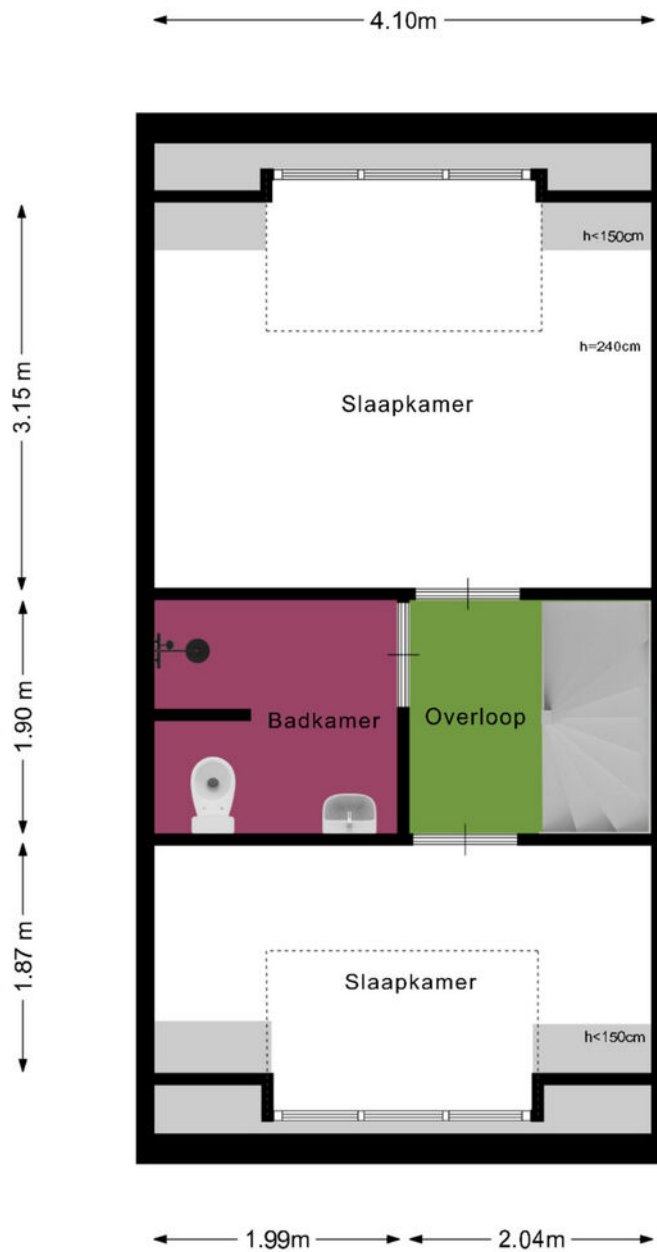 4.10m
h<150cm
h=240cm
3.15 m
Slaapkamer
1.90 m
Badkamer
Overloop
1.87 m
Slaapkamer
h<150cm
1.99m
2.04m